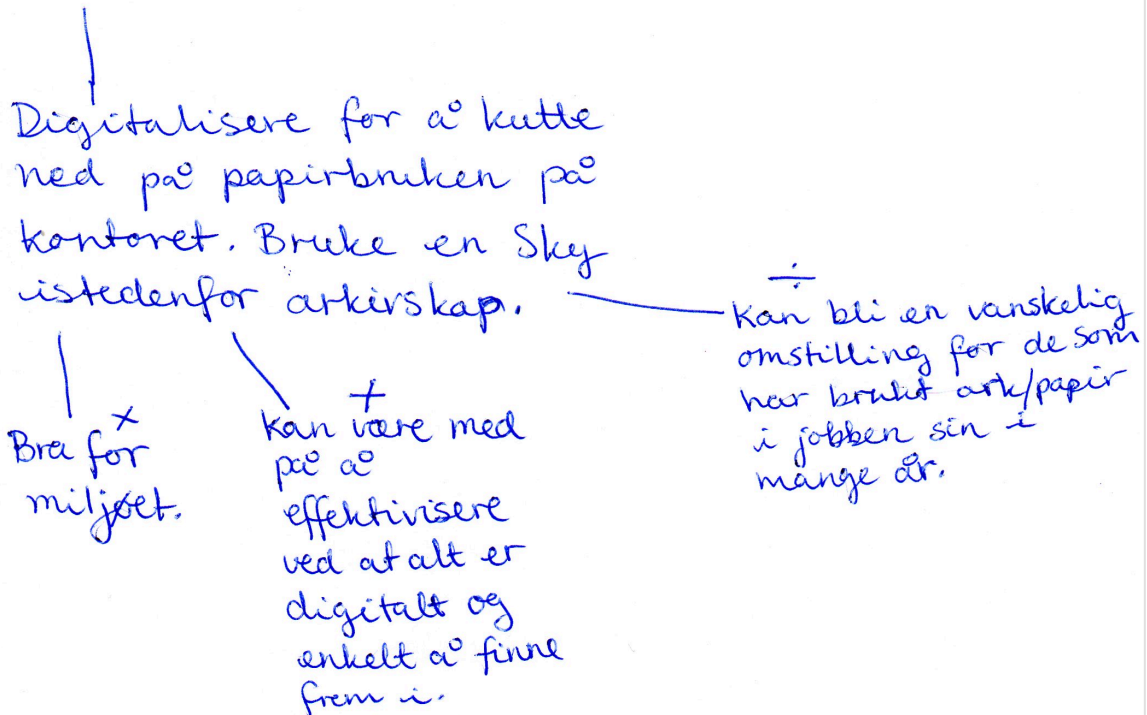 Digitalisere for å kutte
ned på papirbruken på
kontoret. Bruke en Sky
istedenfor arkivskap.
+
Bra for
miljøet.
+
kan være med
på å
effektivisere
ved at alt er
digitalt og
enkelt å finne
frem i.
÷
kan bli en vanskelig
omstilling for de som
har brukt ark/papir
i jobben sin i
mange år.